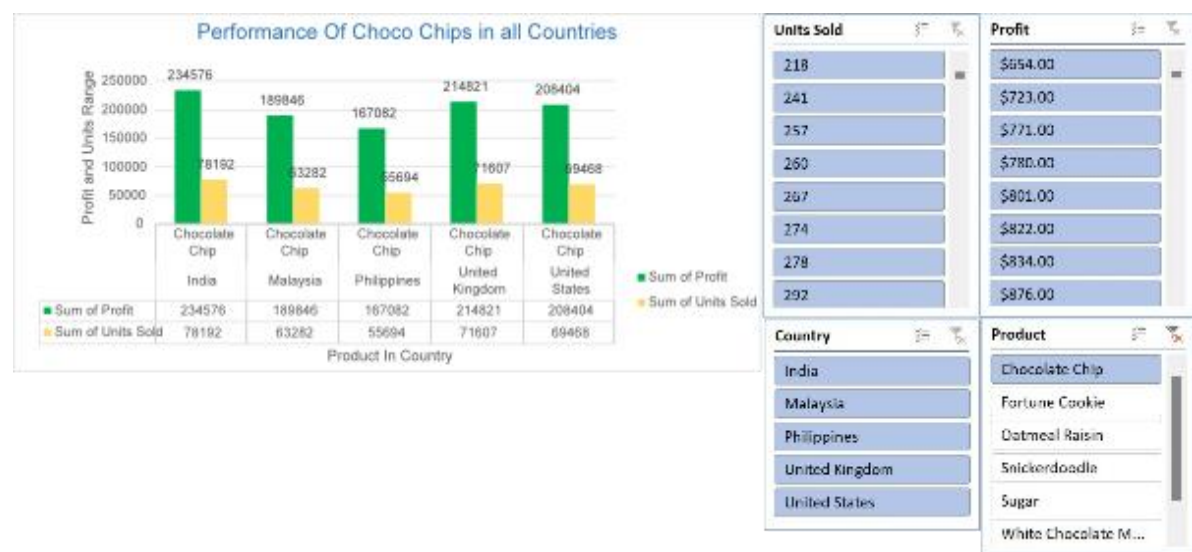 Performance Of Choco Chips in all Countries
Profit and Units Range
250000
200000
150000
100000
50000
0
234576
78192
189846
63282
167082
55694
214821
71607
208404
69468
Chocolate Chip
Chocolate Chip
Chocolate Chip
Chocolate Chip
Chocolate Chip
India
Malaysia
Philippines
United Kingdom
United States
Sum of Profit 234576 189846 167082 214821 208404
Sum of Units Sold 78192 63282 55694 71607 69468
Product In Country
Sum of Profit
Sum of Units Sold
Units Sold
218
241
257
260
267
274
278
292
Profit
$654.00
$723.00
$771.00
$780.00
$801.00
$822.00
$834.00
$876.00
Country
India
Malaysia
Philippines
United Kingdom
United States
Product
Chocolate Chip
Fortune Cookie
Oatmeal Raisin
Snickerdoodle
Sugar
White Chocolate M...